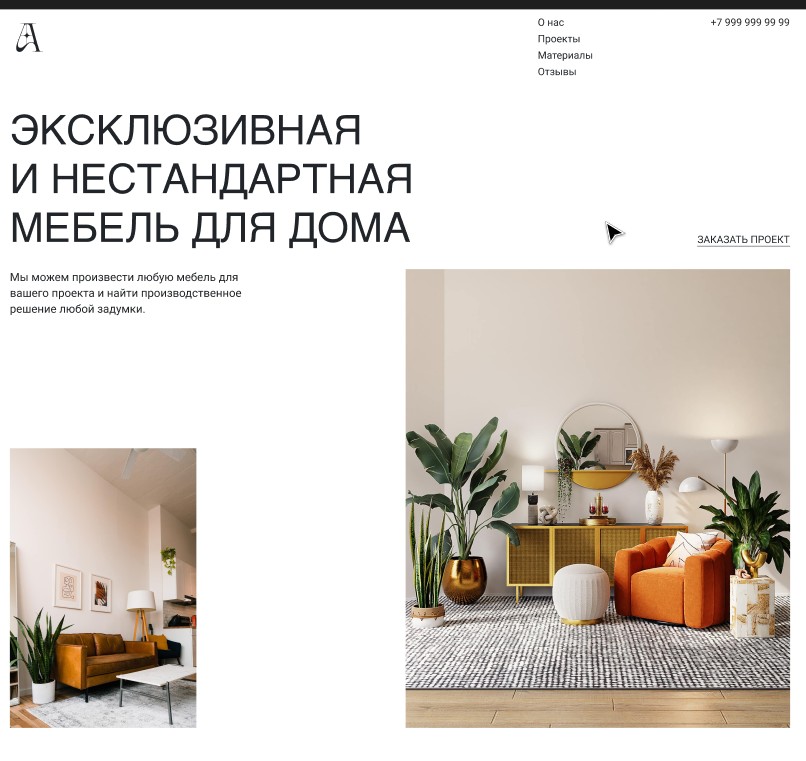 A
О нас
Проекты
Материалы
Отзывы
+7 999 999 99 99
ЭКСКЛЮЗИВНАЯ
И НЕСТАНДАРТНАЯ
МЕБЕЛЬ ДЛЯ ДОМА
ЗАКАЗАТЬ ПРОЕКТ
Мы можем произвести любую мебель для
вашего проекта и найти производственное
решение любой задумки.